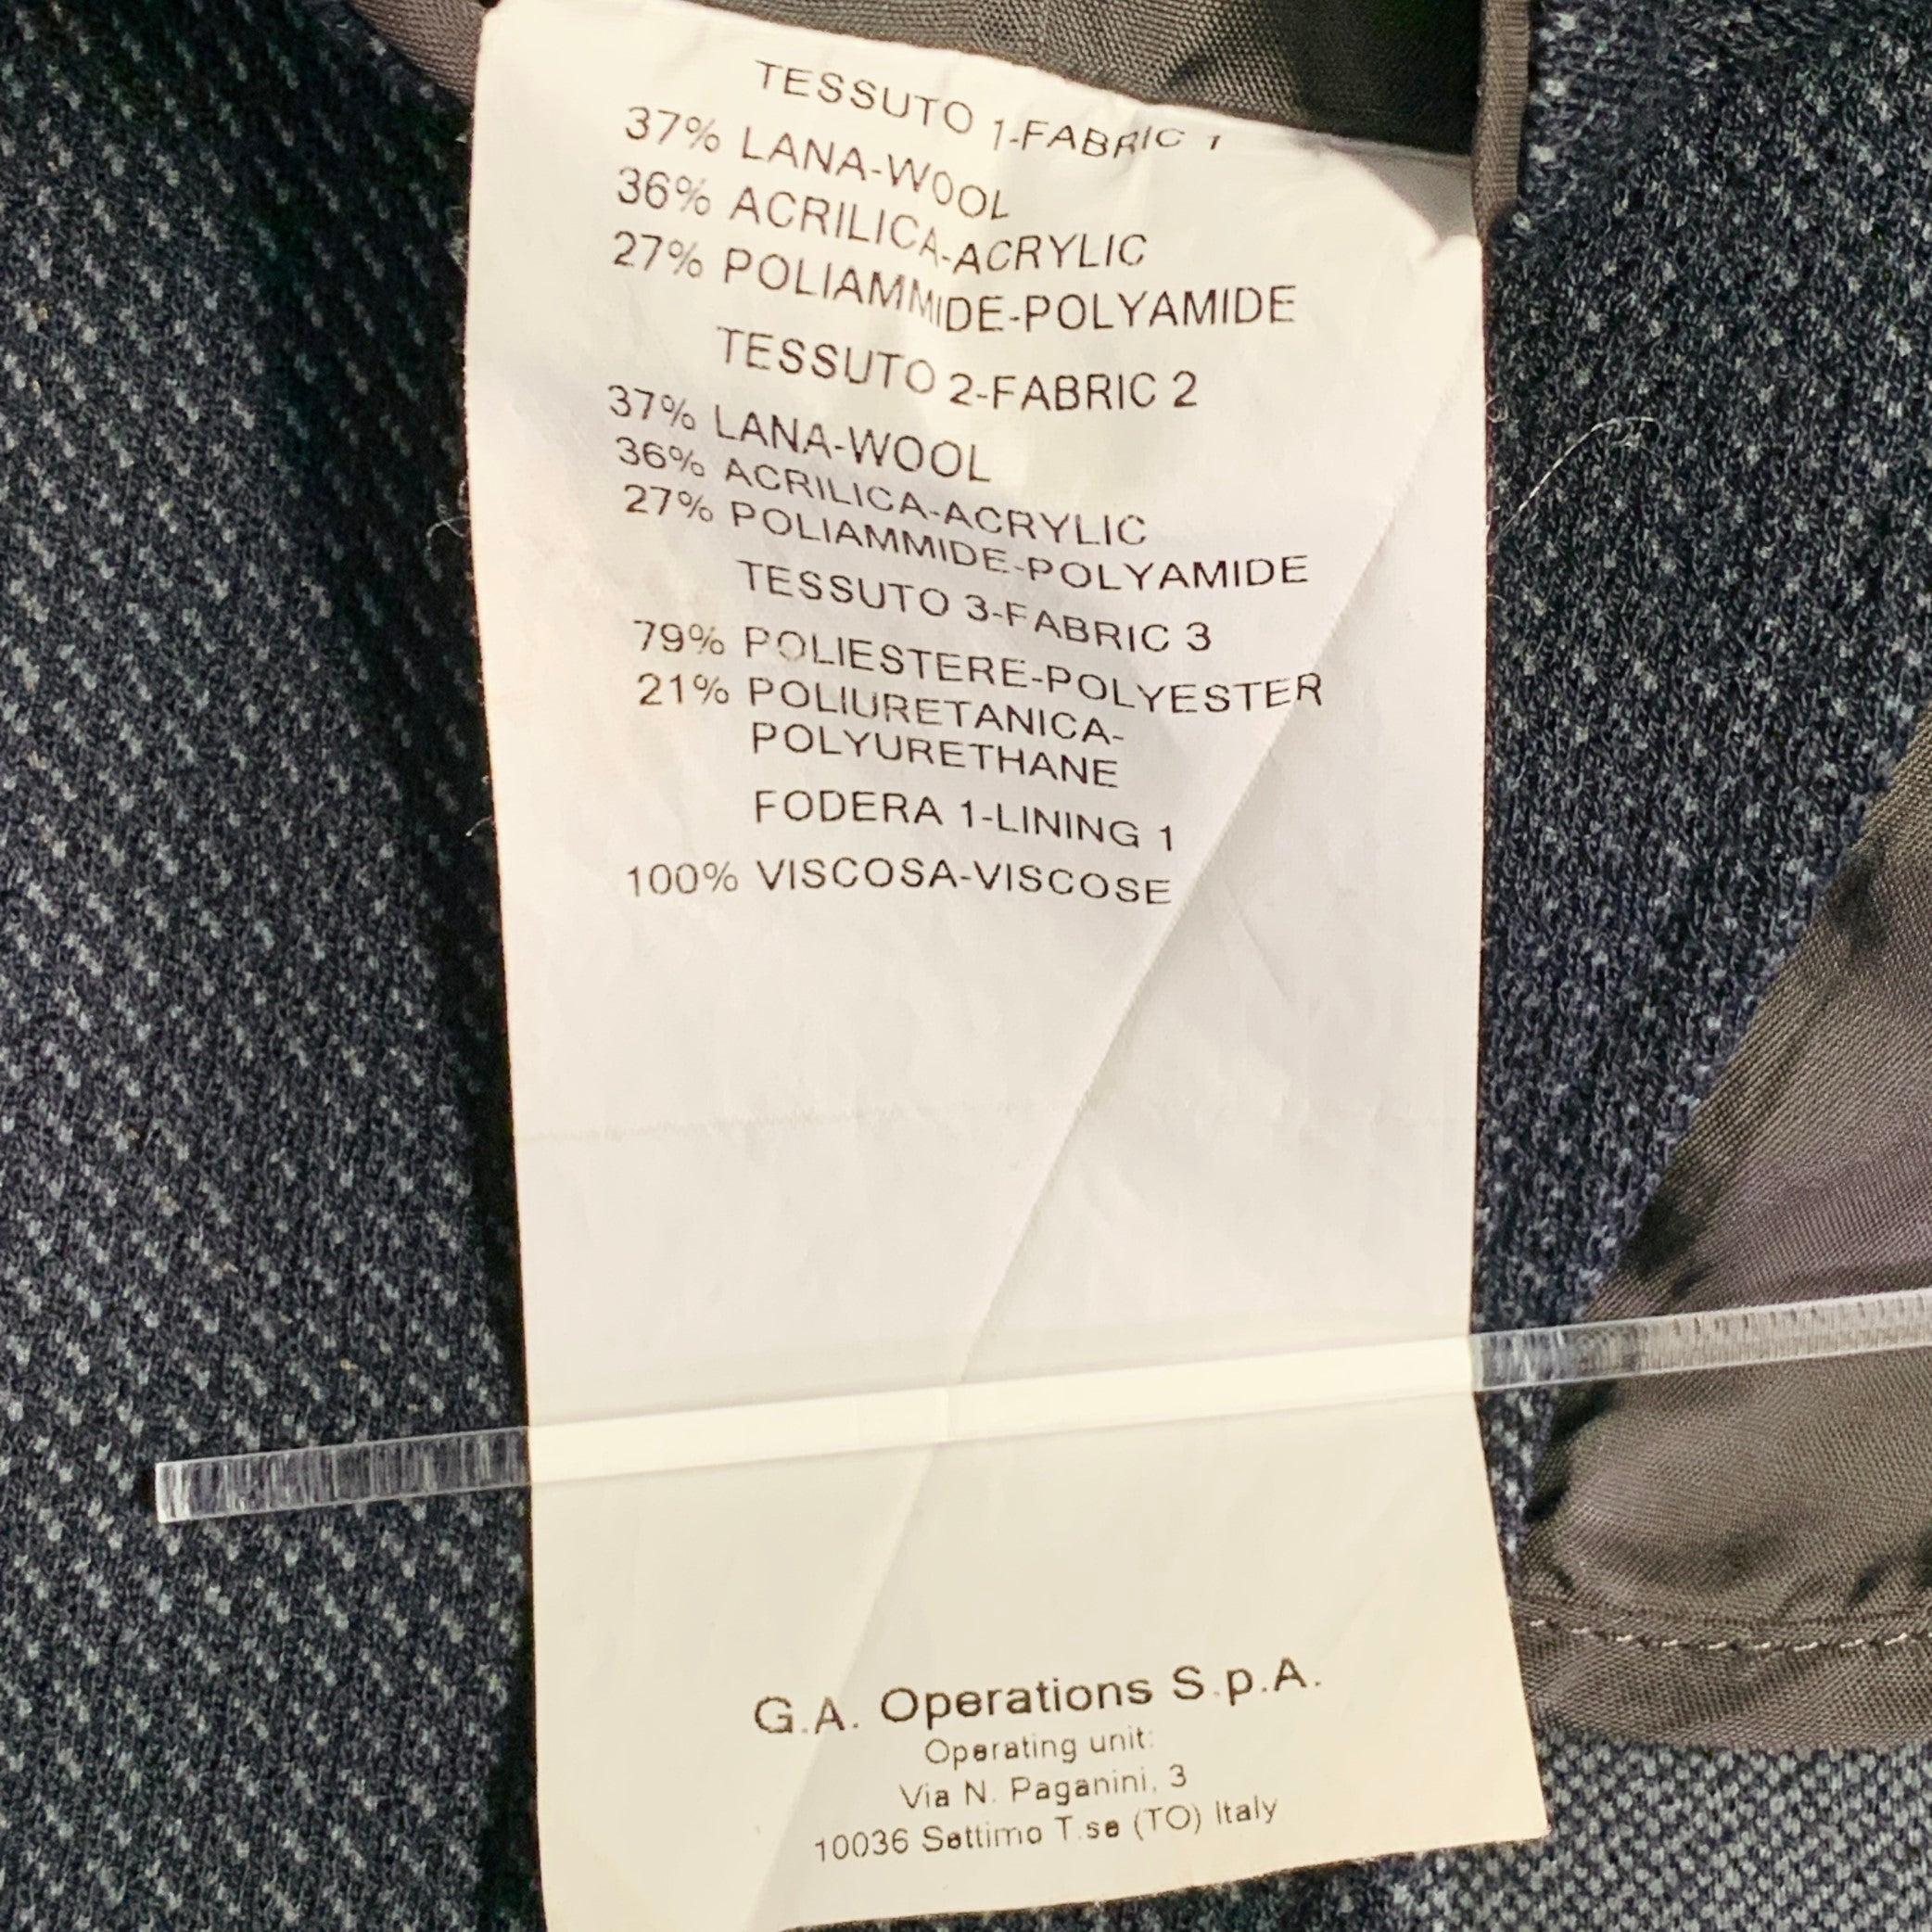 TESSUTO 1-FABRIC 1
37% LANA-WOOL
36% ACRILICA-ACRYLIC
27% POLIAMMIDE-POLYAMIDE
TESSUTO 2-FABRIC 2
37% LANA-WOOL
36% ACRILICA-ACRYLIC
27% POLIAMMIDE-POLYAMIDE
TESSUTO 3-FABRIC 3
79% POLIESTERE-POLYESTER
21% POLIURETANICA-
POLYURETHANE
FODERA 1-LINING 1
100% VISCOSA-VISCOSE
G.A. Operations S.p.A.
Operating unit:
Via N. Paganini, 3
10036 Settimo T.se (TO) Italy